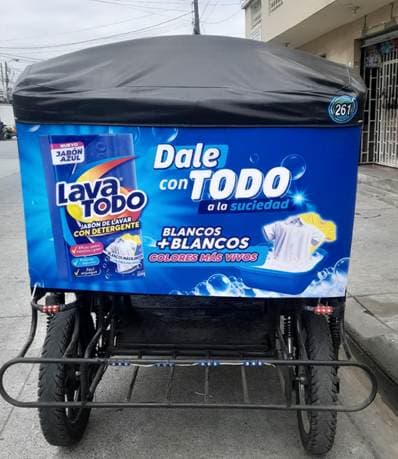 261
NUEVO
JABÓN
AZUL
Lava
TODO
JABÓN DE LAVAR
CON DETERGENTE
Dale
con TODO
a la suciedad
BLANCOS
+BLANCOS
COLORES MÁS VIVOS